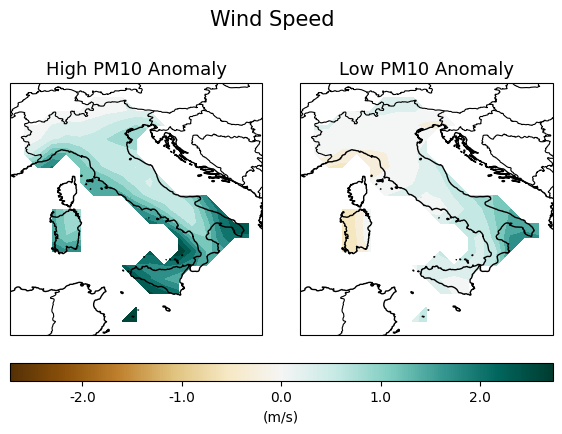 Wind Speed
High PM10 Anomaly
Low PM10 Anomaly
-2.0 -1.0 0.0 1.0 2.0
(m/s)